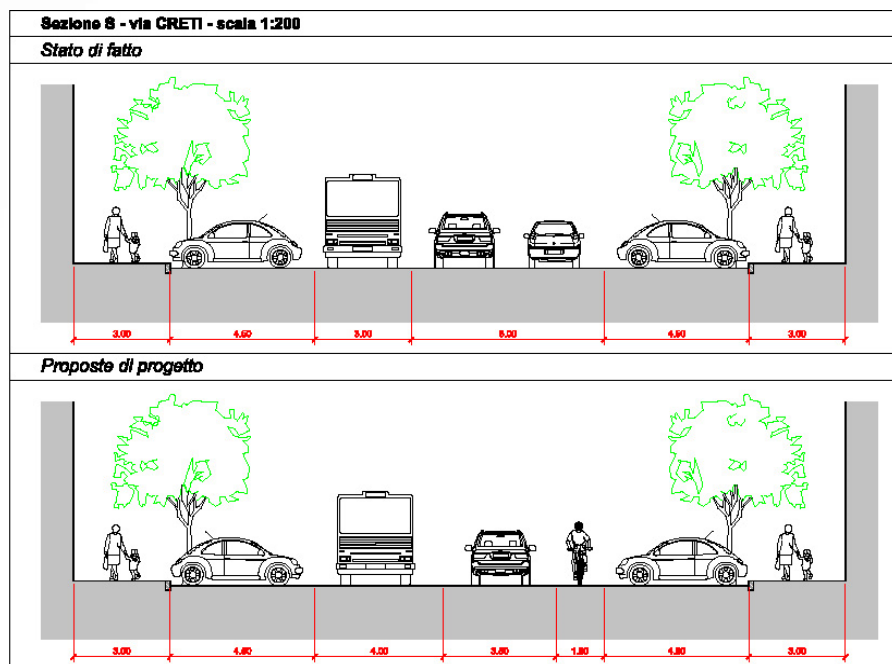 Sezione 8 - via CRETI - scala 1:200
Stato di fatto
3.00 4.50 3.00 6.00 4.50 3.00
Proposte di progetto
3.00 4.50 4.00 3.50 1.50 4.50 3.00